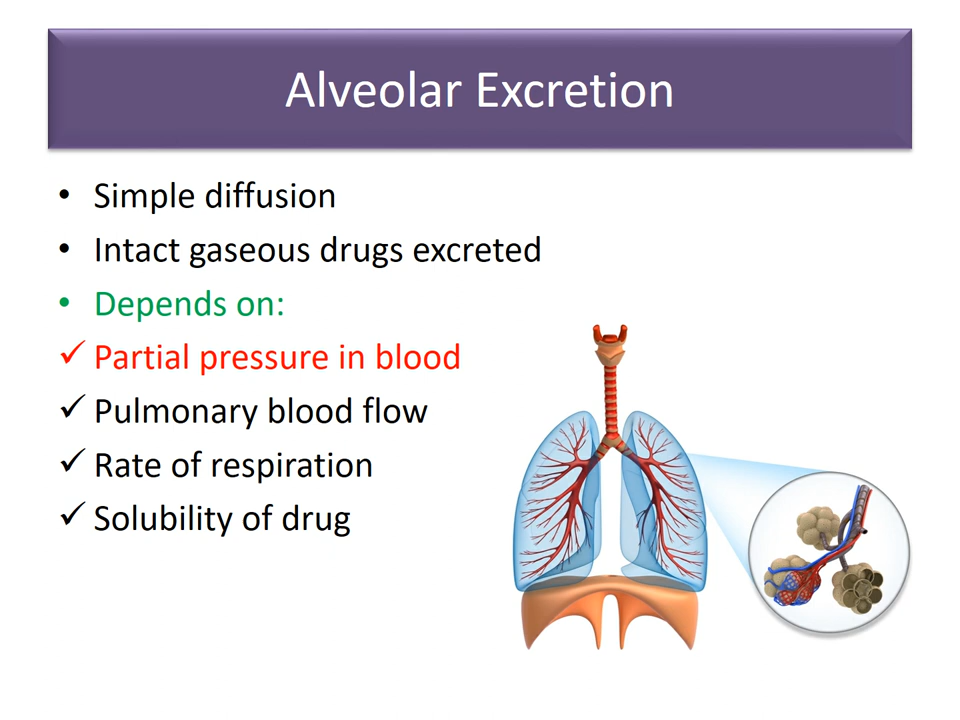 Alveolar Excretion
• Simple diffusion
• Intact gaseous drugs excreted
• Depends on:
✓ Partial pressure in blood
✓ Pulmonary blood flow
✓ Rate of respiration
✓ Solubility of drug